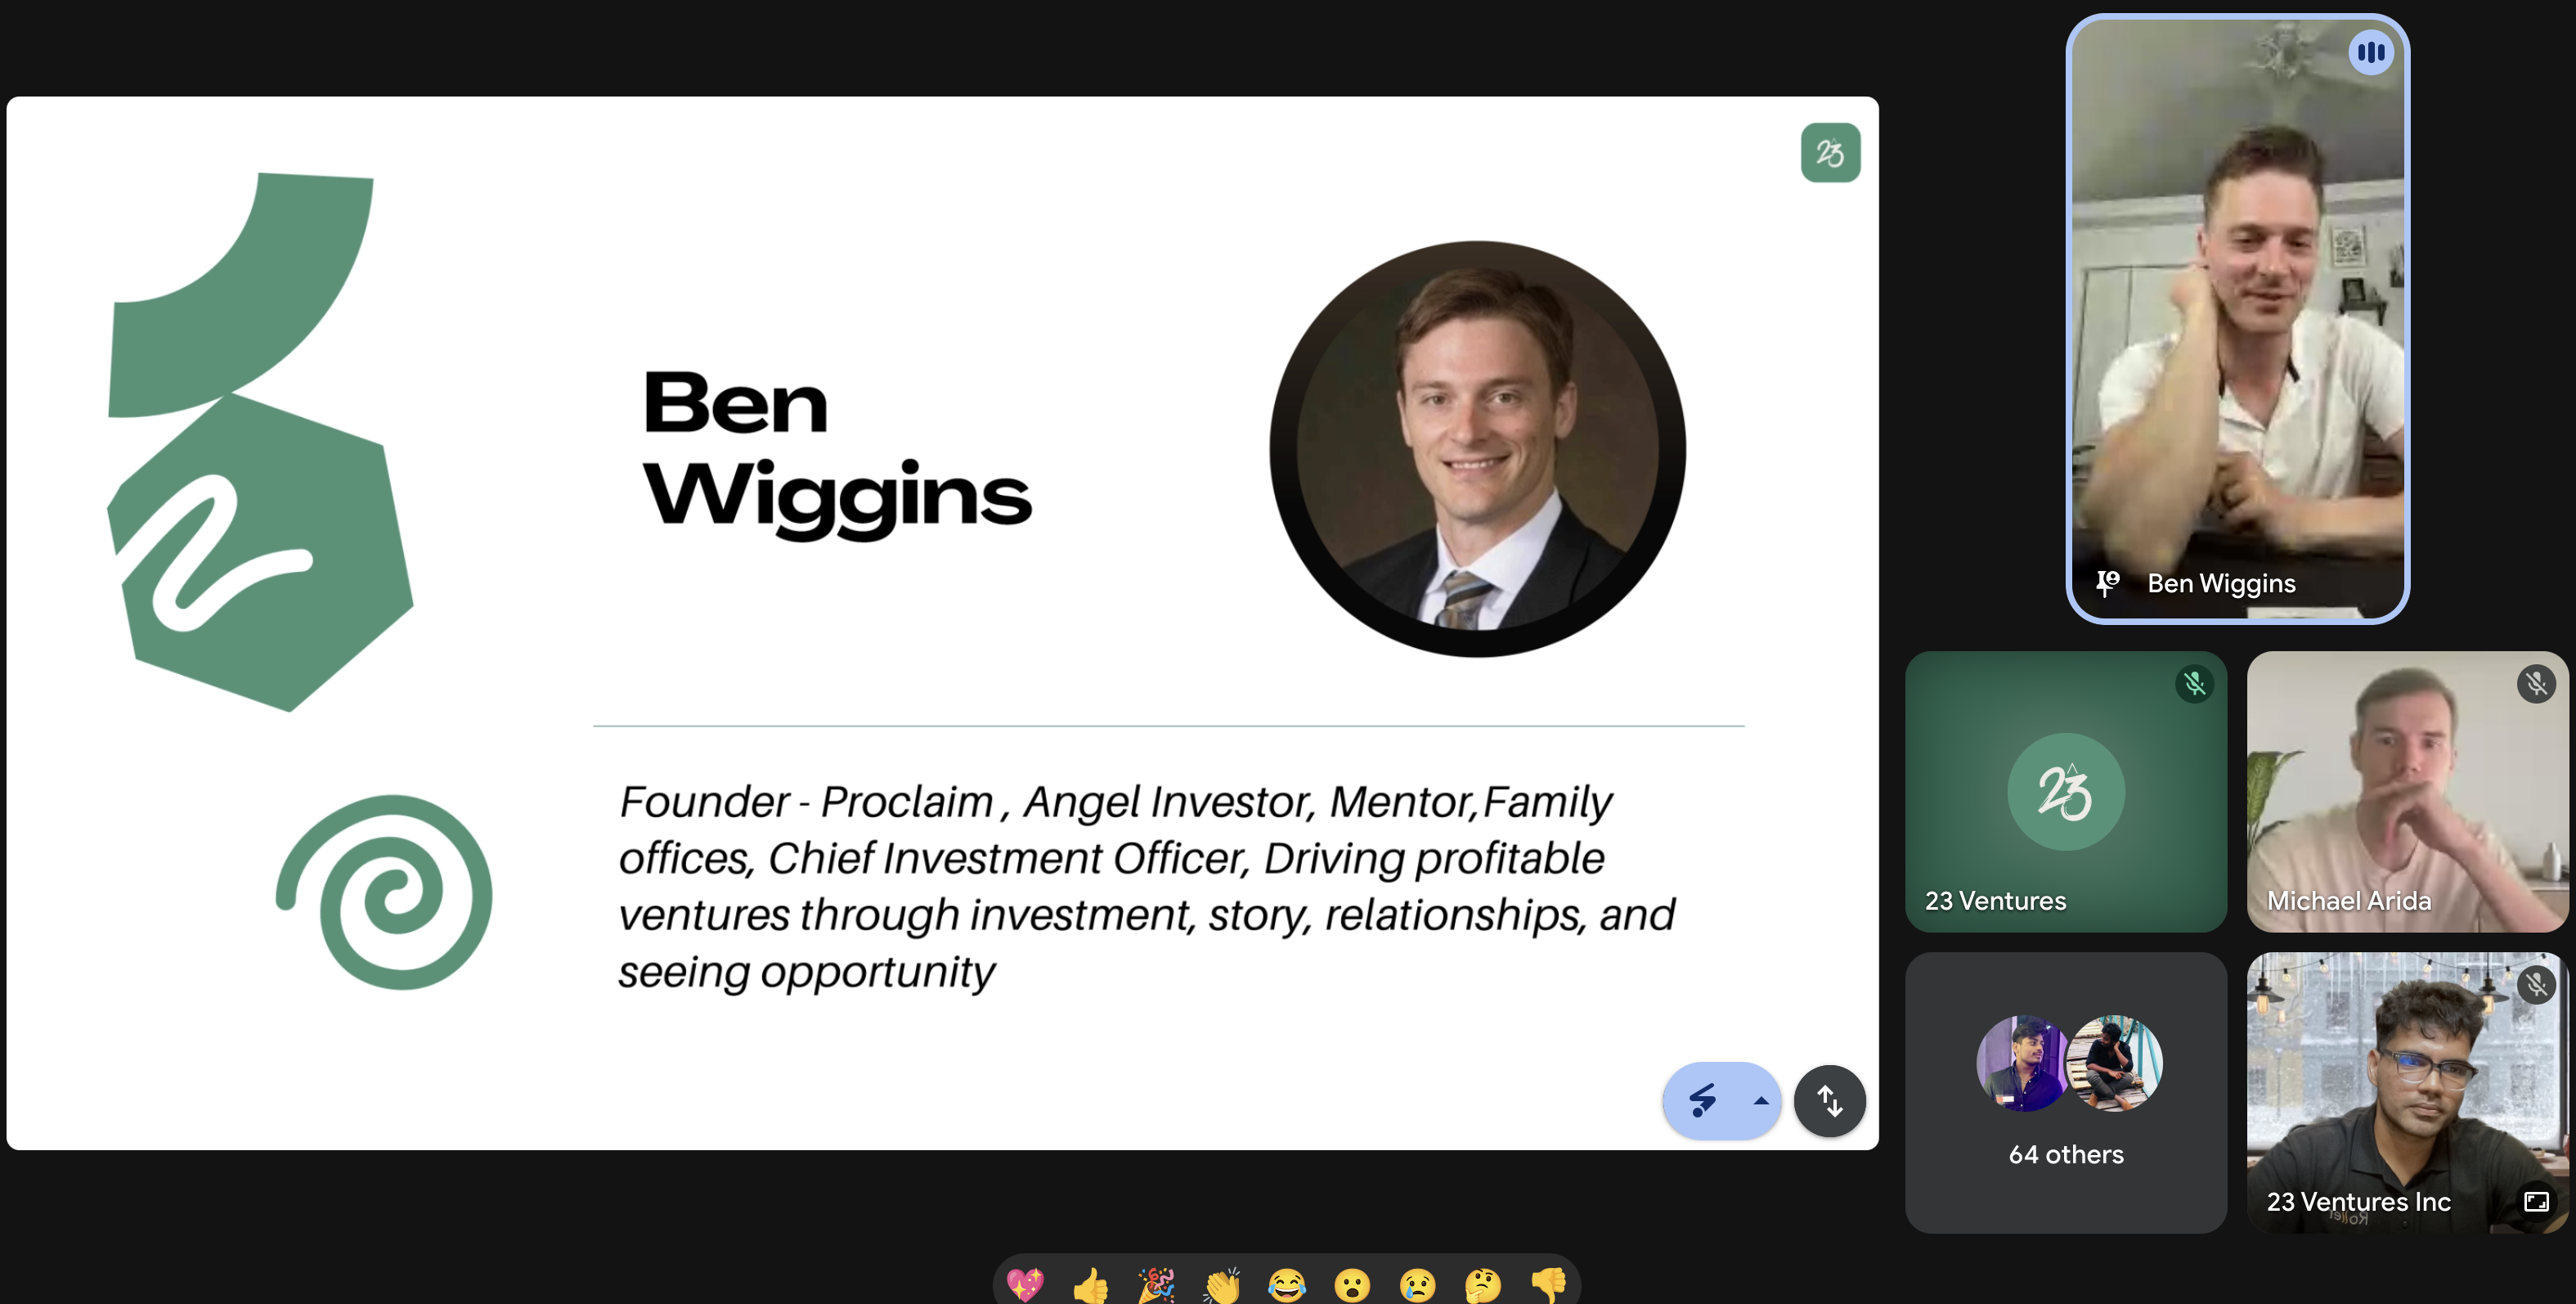 23
Ben
Wiggins
Founder - Proclaim , Angel Investor, Mentor,Family
offices, Chief Investment Officer, Driving profitable
ventures through investment, story, relationships, and
seeing opportunity
Ben Wiggins
23
23 Ventures
Michael Arida
64 others
23 Ventures Inc